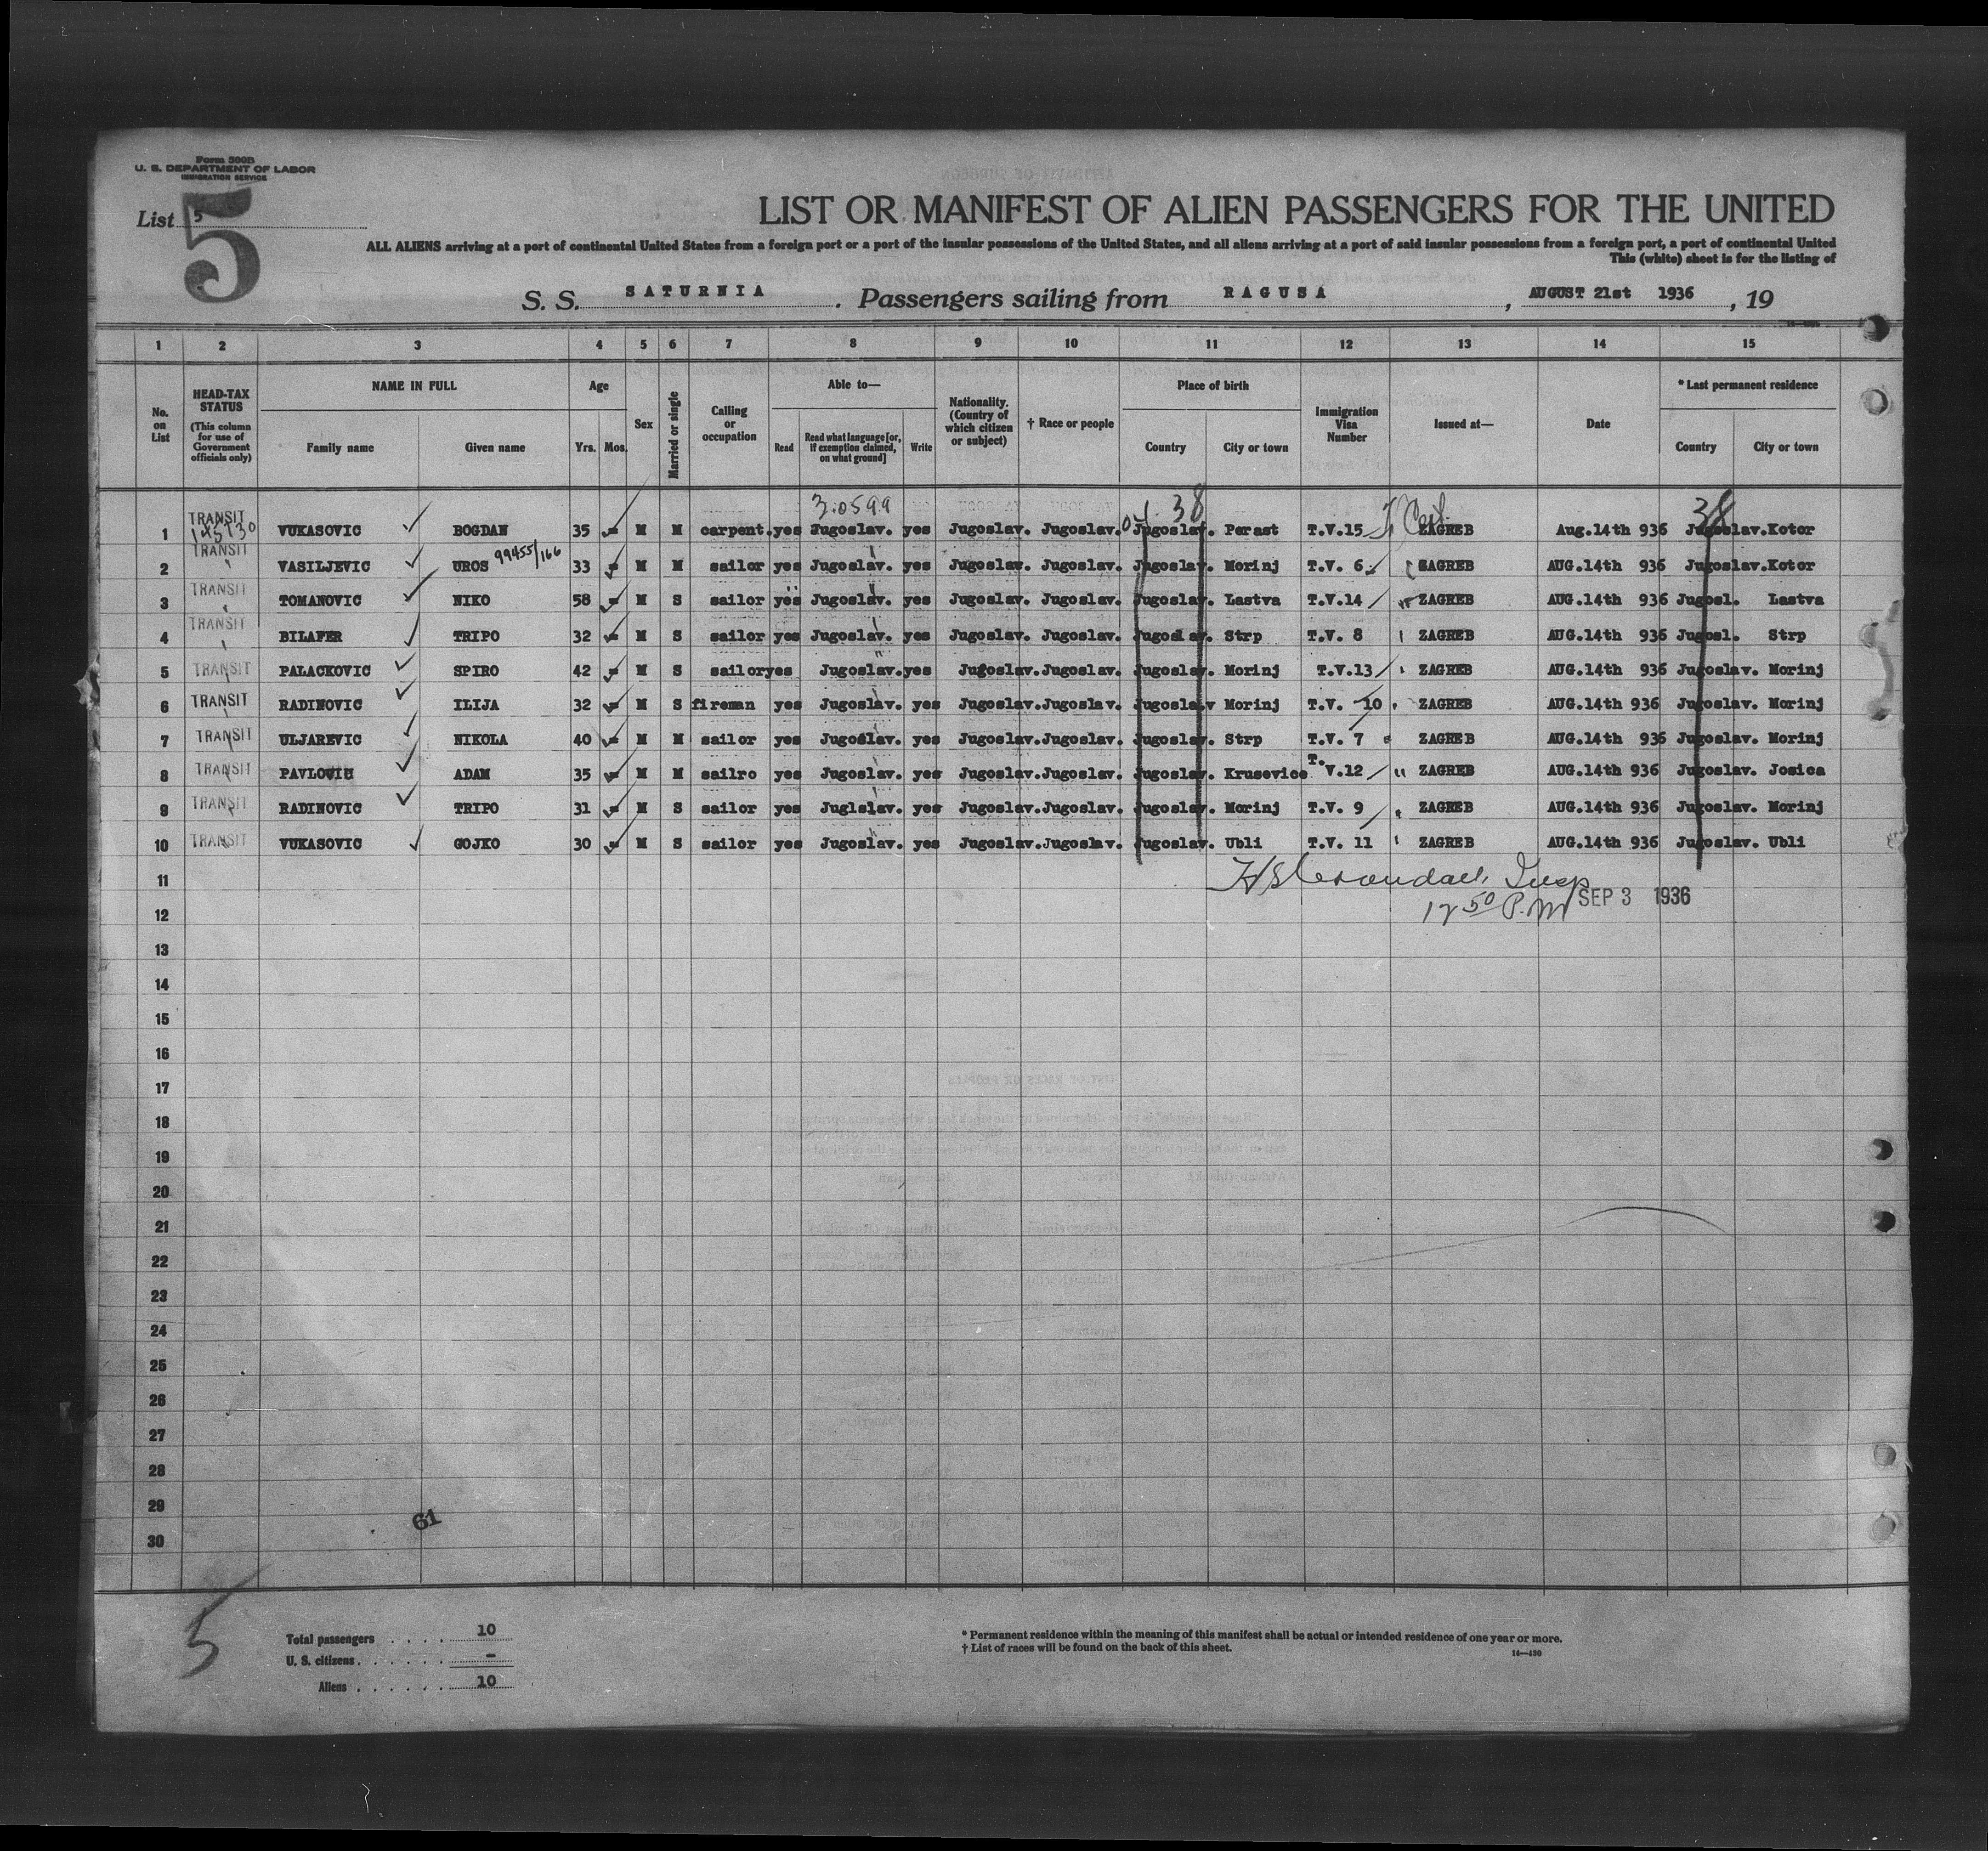 Form 500B
U. S. DEPARTMENT OF LABOR
IMMIGRATION SERVICE
List 5
5
LIST OR MANIFEST OF ALIEN PASSENGERS FOR THE UNITED
ALL ALIENS arriving at a port of continental United States from a foreign port or a port of the insular possessions of the United States, and all aliens arriving at a port of said insular possessions from a foreign port, a port of continental United
This (white) sheet is for the listing of
S. S. SATURNIA. Passengers sailing from RAGUSA, AUGUST 21st 1936, 19
1 2 3 4 5 6 7 8 9 10 11 12 13 14 15
No. on List
HEAD-TAX STATUS (This column for use of Government officials only)
NAME IN FULL
Family name Given name
Age
Yrs. Mos.
Sex
Married or single
Calling or occupation
Able to—
Read Read what language [or, if exemption claimed, on what ground] Write
Nationality. (Country of which citizen or subject)
† Race or people
Place of birth
Country City or town
Immigration Visa Number
Issued at—
Date
* Last permanent residence
Country City or town
3.0599 38 38
1 TRANSIT VUKASOVIC BOGDAN 35 - M M carpent. yes Jugoslav. yes Jugoslav. Jugoslav. Jugoslav. Perast T.V.15 ZAGREB Aug.14th 936 Jugoslav. Kotor
2 TRANSIT VASILJEVIC UROS 99455/166 33 - M M sailor yes Jugoslav. yes Jugoslav. Jugoslav. Jugoslav. Morinj T.V. 6 ZAGREB AUG.14th 936 Jugoslav. Kotor
3 TRANSIT TOMANOVIC NIKO 58 - M S sailor yes Jugoslav. yes Jugoslav. Jugoslav. Jugoslav. Lastva T.V.14 ZAGREB AUG.14th 936 Jugosl. Lastva
4 TRANSIT BILAFER TRIPO 32 - M S sailor yes Jugoslav. yes Jugoslav. Jugoslav. Jugoslav. Strp T.V. 8 ZAGREB AUG.14th 936 Jugosl. Strp
5 TRANSIT PALACKOVIC SPIRO 42 - M S sailor yes Jugoslav. yes Jugoslav. Jugoslav. Jugoslav. Morinj T.V.13 ZAGREB AUG.14th 936 Jugoslav. Morinj
6 TRANSIT RADINOVIC ILIJA 32 - M S fireman yes Jugoslav. yes Jugoslav. Jugoslav. Jugosla.v Morinj T.V. 10 ZAGREB AUG.14th 936 Jugoslav. Morinj
7 TRANSIT ULJAREVIC NIKOLA 40 - M M sailor yes Jugoslav. yes Jugoslav. Jugoslav. Jugoslav. Strp T.V. 7 ZAGREB AUG.14th 936 Jugoslav. Morinj
8 TRANSIT PAVLOVIC ADAM 35 - M M sailro yes Jugoslav. yes Jugoslav. Jugoslav. Jugoslav. Krusevice T.V.12 ZAGREB AUG.14th 936 Jugoslav. Josica
9 TRANSIT RADINOVIC TRIPO 31 - M S sailor yes Juglslav. yes Jugoslav. Jugoslav. Jugoslav. Morinj T.V. 9 ZAGREB AUG.14th 936 Jugoslav. Morinj
10 TRANSIT VUKASOVIC GOJKO 30 - M S sailor yes Jugoslav. yes Jugoslav. Jugoslav. Jugoslav. Ubli T.V. 11 ZAGREB AUG.14th 936 Jugoslav. Ubli
11
12 12 50 P.M SEP 3 1936
13
14
15
16
17
18
19
20
21
22
23
24
25
26
27
28
29
61
30
5
Total passengers . . . . 10
U. S. citizens . . . . . . -
Aliens . . . . . . 10
* Permanent residence within the meaning of this manifest shall be actual or intended residence of one year or more.
† List of races will be found on the back of this sheet.
14—430